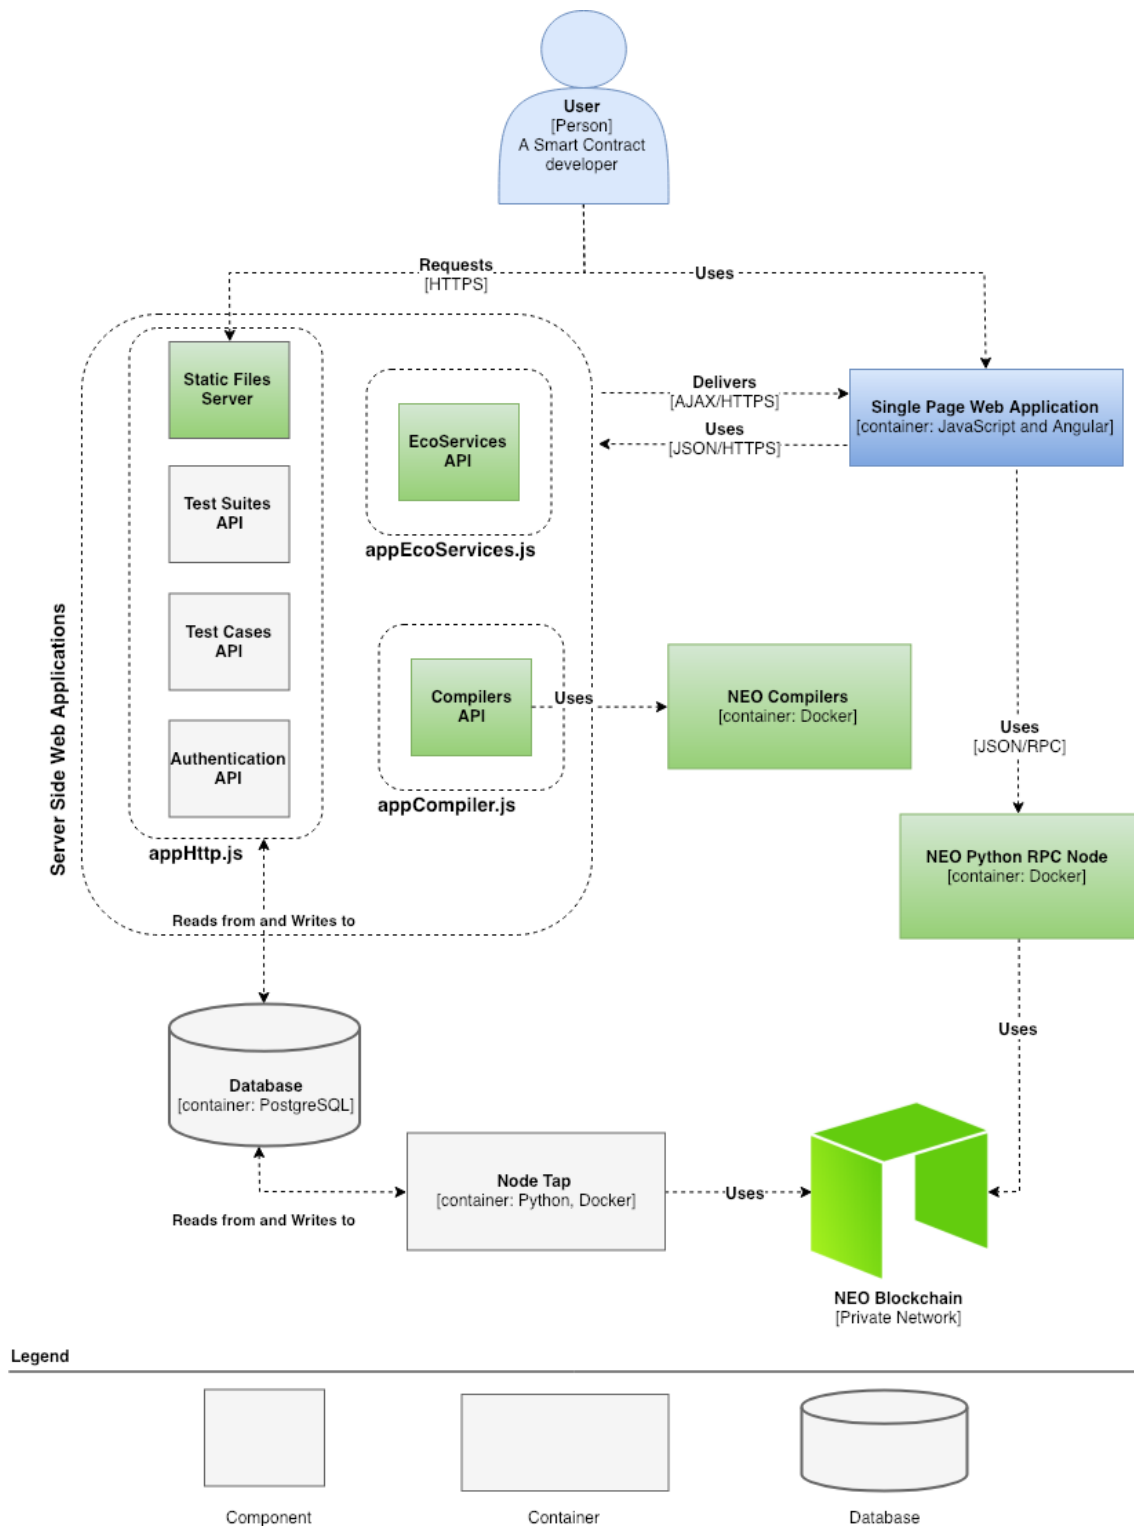 User
[Person]
A Smart Contract
developer
Requests
[HTTPS]
Uses
Static Files
Server
EcoServices
API
appEcoServices.js
Delivers
[AJAX/HTTPS]
Uses
[JSON/HTTPS]
Single Page Web Application
[container: JavaScript and Angular]
Test Suites
API
Test Cases
API
Authentication
API
appHttp.js
Server Side Web Applications
Compilers
API
appCompiler.js
Uses
NEO Compilers
[container: Docker]
Uses
[JSON/RPC]
NEO Python RPC Node
[container: Docker]
Reads from and Writes to
Uses
Database
[container: PostgreSQL]
Node Tap
[container: Python, Docker]
Reads from and Writes to
Uses
NEO Blockchain
[Private Network]
Legend
Component
Container
Database